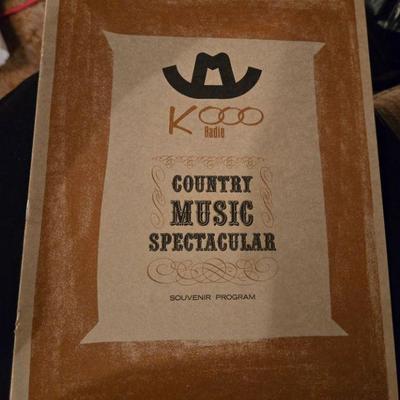 KOOO
Radio
COUNTRY
MUSIC
SPECTACULAR
SOUVENIR PROGRAM